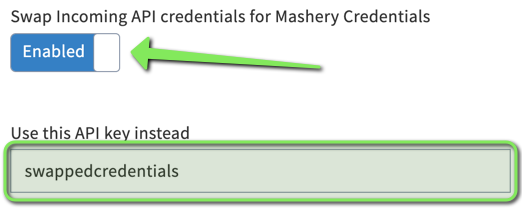 Swap Incoming API credentials for Mashery Credentials
Enabled
Use this API key instead
swappedcredentials